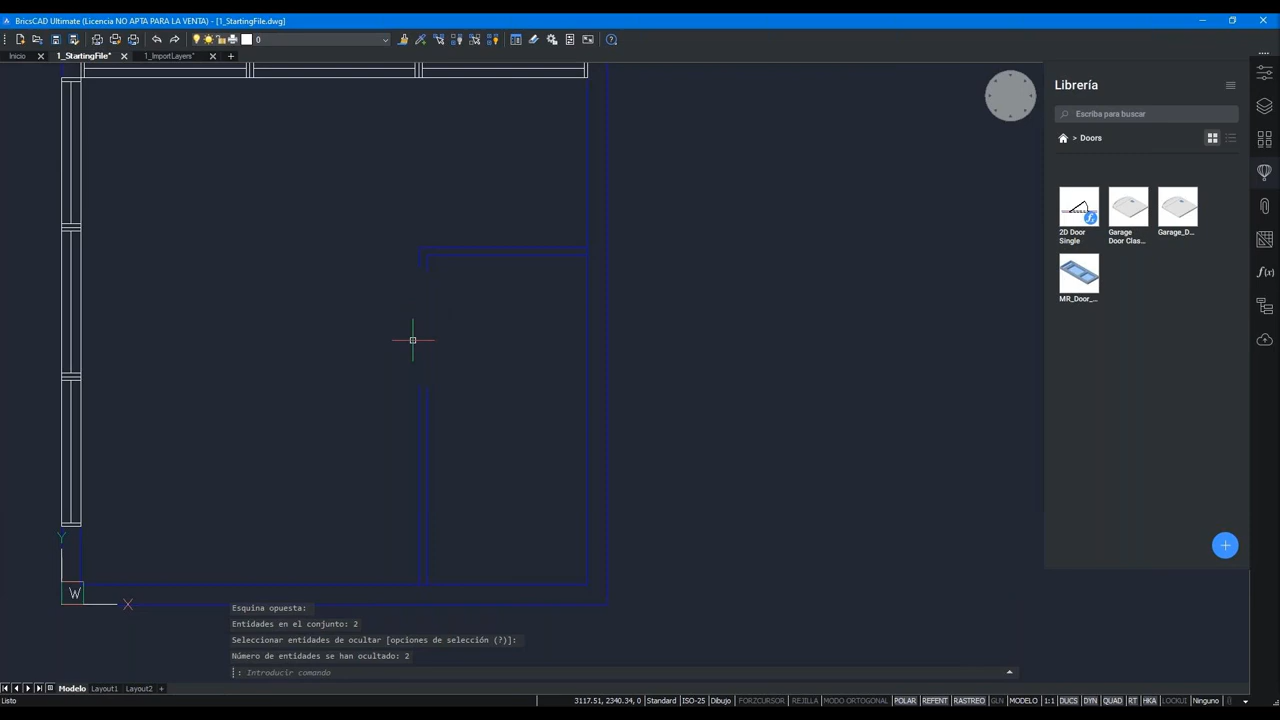 BricsCAD Ultimate (Licencia NO APTA PARA LA VENTA) - [1_StartingFile.dwg]
0
Inicio
1_StartingFile*
1_ImportLayers*
Librería
Escriba para buscar
> Doors
2D Door Single
Garage Door Clas...
Garage_D...
MR_Door_...
f(x)
Y
W
X
Esquina opuesta:
Entidades en el conjunto: 2
Seleccionar entidades de ocultar [opciones de selección (?)]:
Número de entidades se han ocultado: 2
: Introducir comando
Modelo
Layout1
Layout2
Listo
3117.51, 2340.34, 0
Standard
ISO-25
Dibujo
FORZCURSOR
REJILLA
MODO ORTOGONAL
POLAR
REFENT
RASTREO
GLN
MODELO
1:1
DUCS
DYN
QUAD
RT
HKA
LOCKUI
Ninguno